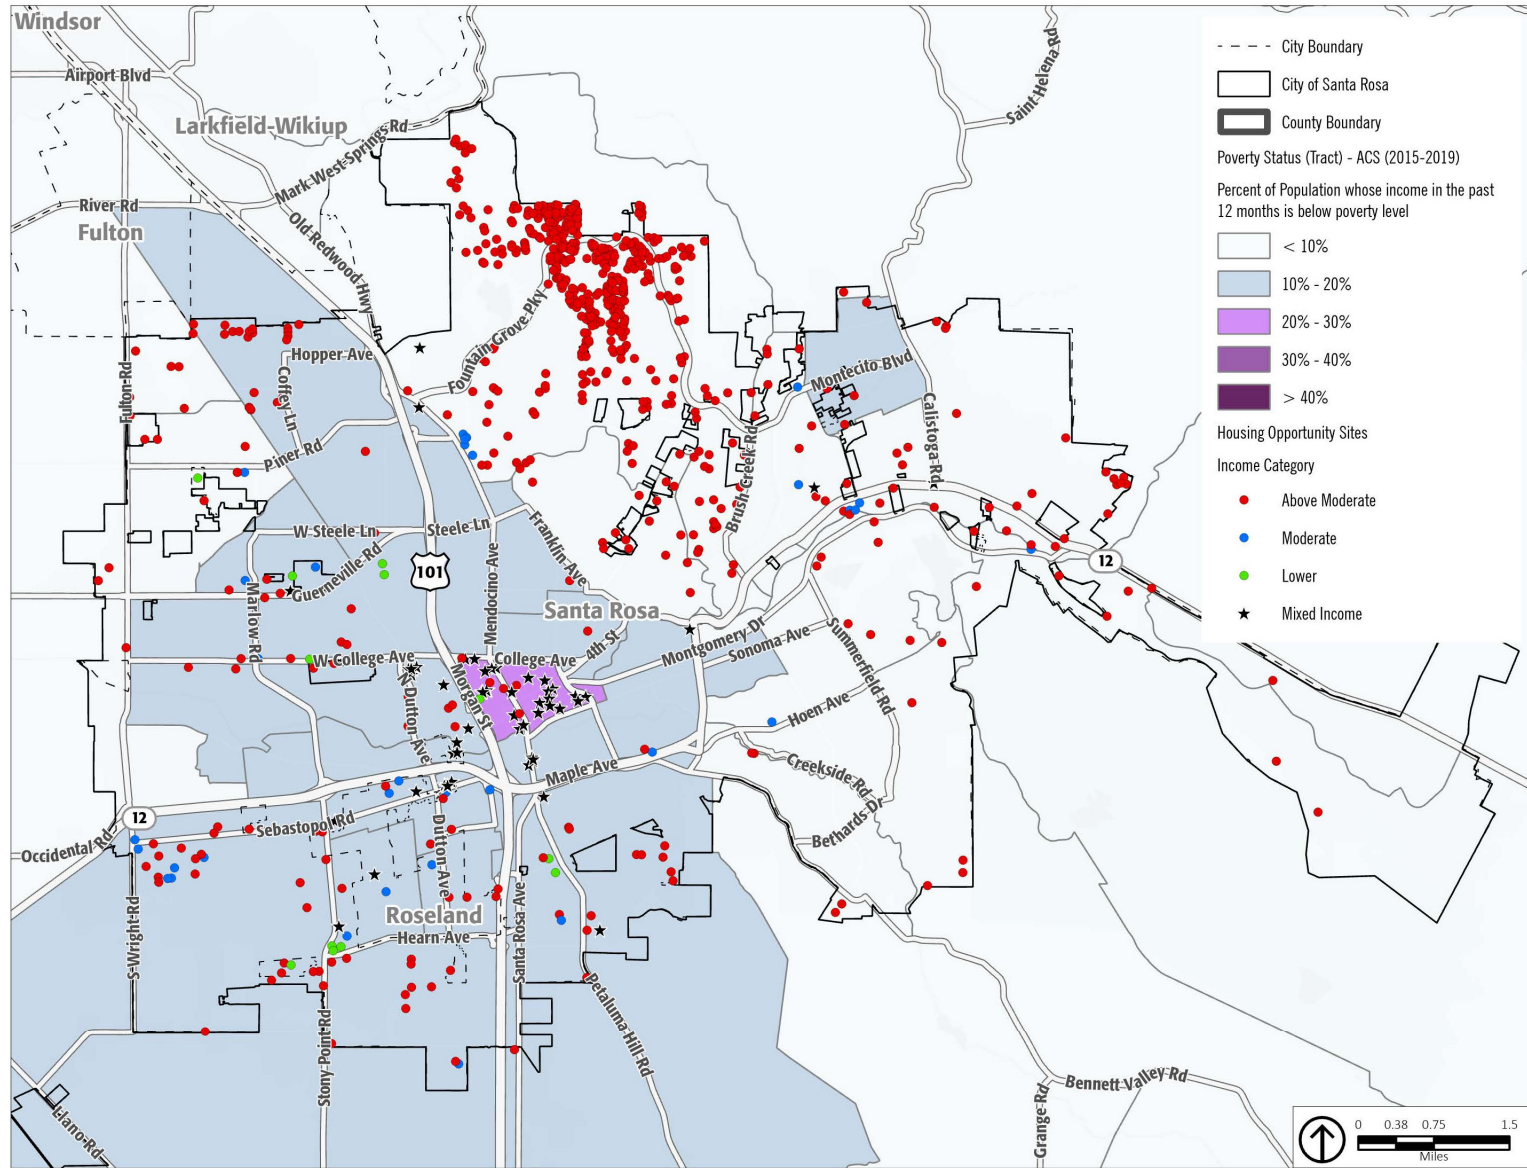 Windsor
Airport Blvd
Larkfield-Wikiup
Mark West Springs Rd
River Rd
Fulton
Old Redwood Hwy
Saint Helena Rd
Fountain Grove Pky
Hopper Ave
Coffey Ln
Fulton Rd
Piner Rd
Montecito Blvd
Calistoga Rd
Brush Creek Rd
W Steele Ln
Steele Ln
Franklin Ave
Guerneville Rd
101
Mendocino Ave
Marlow Rd
Santa Rosa
12
4th St
Montgomery Dr
Sonoma Ave
Summerfield Rd
W College Ave
College Ave
Morgan St
N Dutton Ave
Hoen Ave
Maple Ave
Creekside Rd
Bethards Dr
12
Occidental Rd
Sebastopol Rd
Dutton Ave
S Wright Rd
Roseland
Hearn Ave
Santa Rosa Ave
Stony Point Rd
Petaluma Hill Rd
Llano Rd
Bennett Valley Rd
Grange Rd
City Boundary
City of Santa Rosa
County Boundary
Poverty Status (Tract) - ACS (2015-2019)
Percent of Population whose income in the past
12 months is below poverty level
< 10%
10% - 20%
20% - 30%
30% - 40%
> 40%
Housing Opportunity Sites
Income Category
Above Moderate
Moderate
Lower
Mixed Income
0 0.38 0.75 1.5
Miles